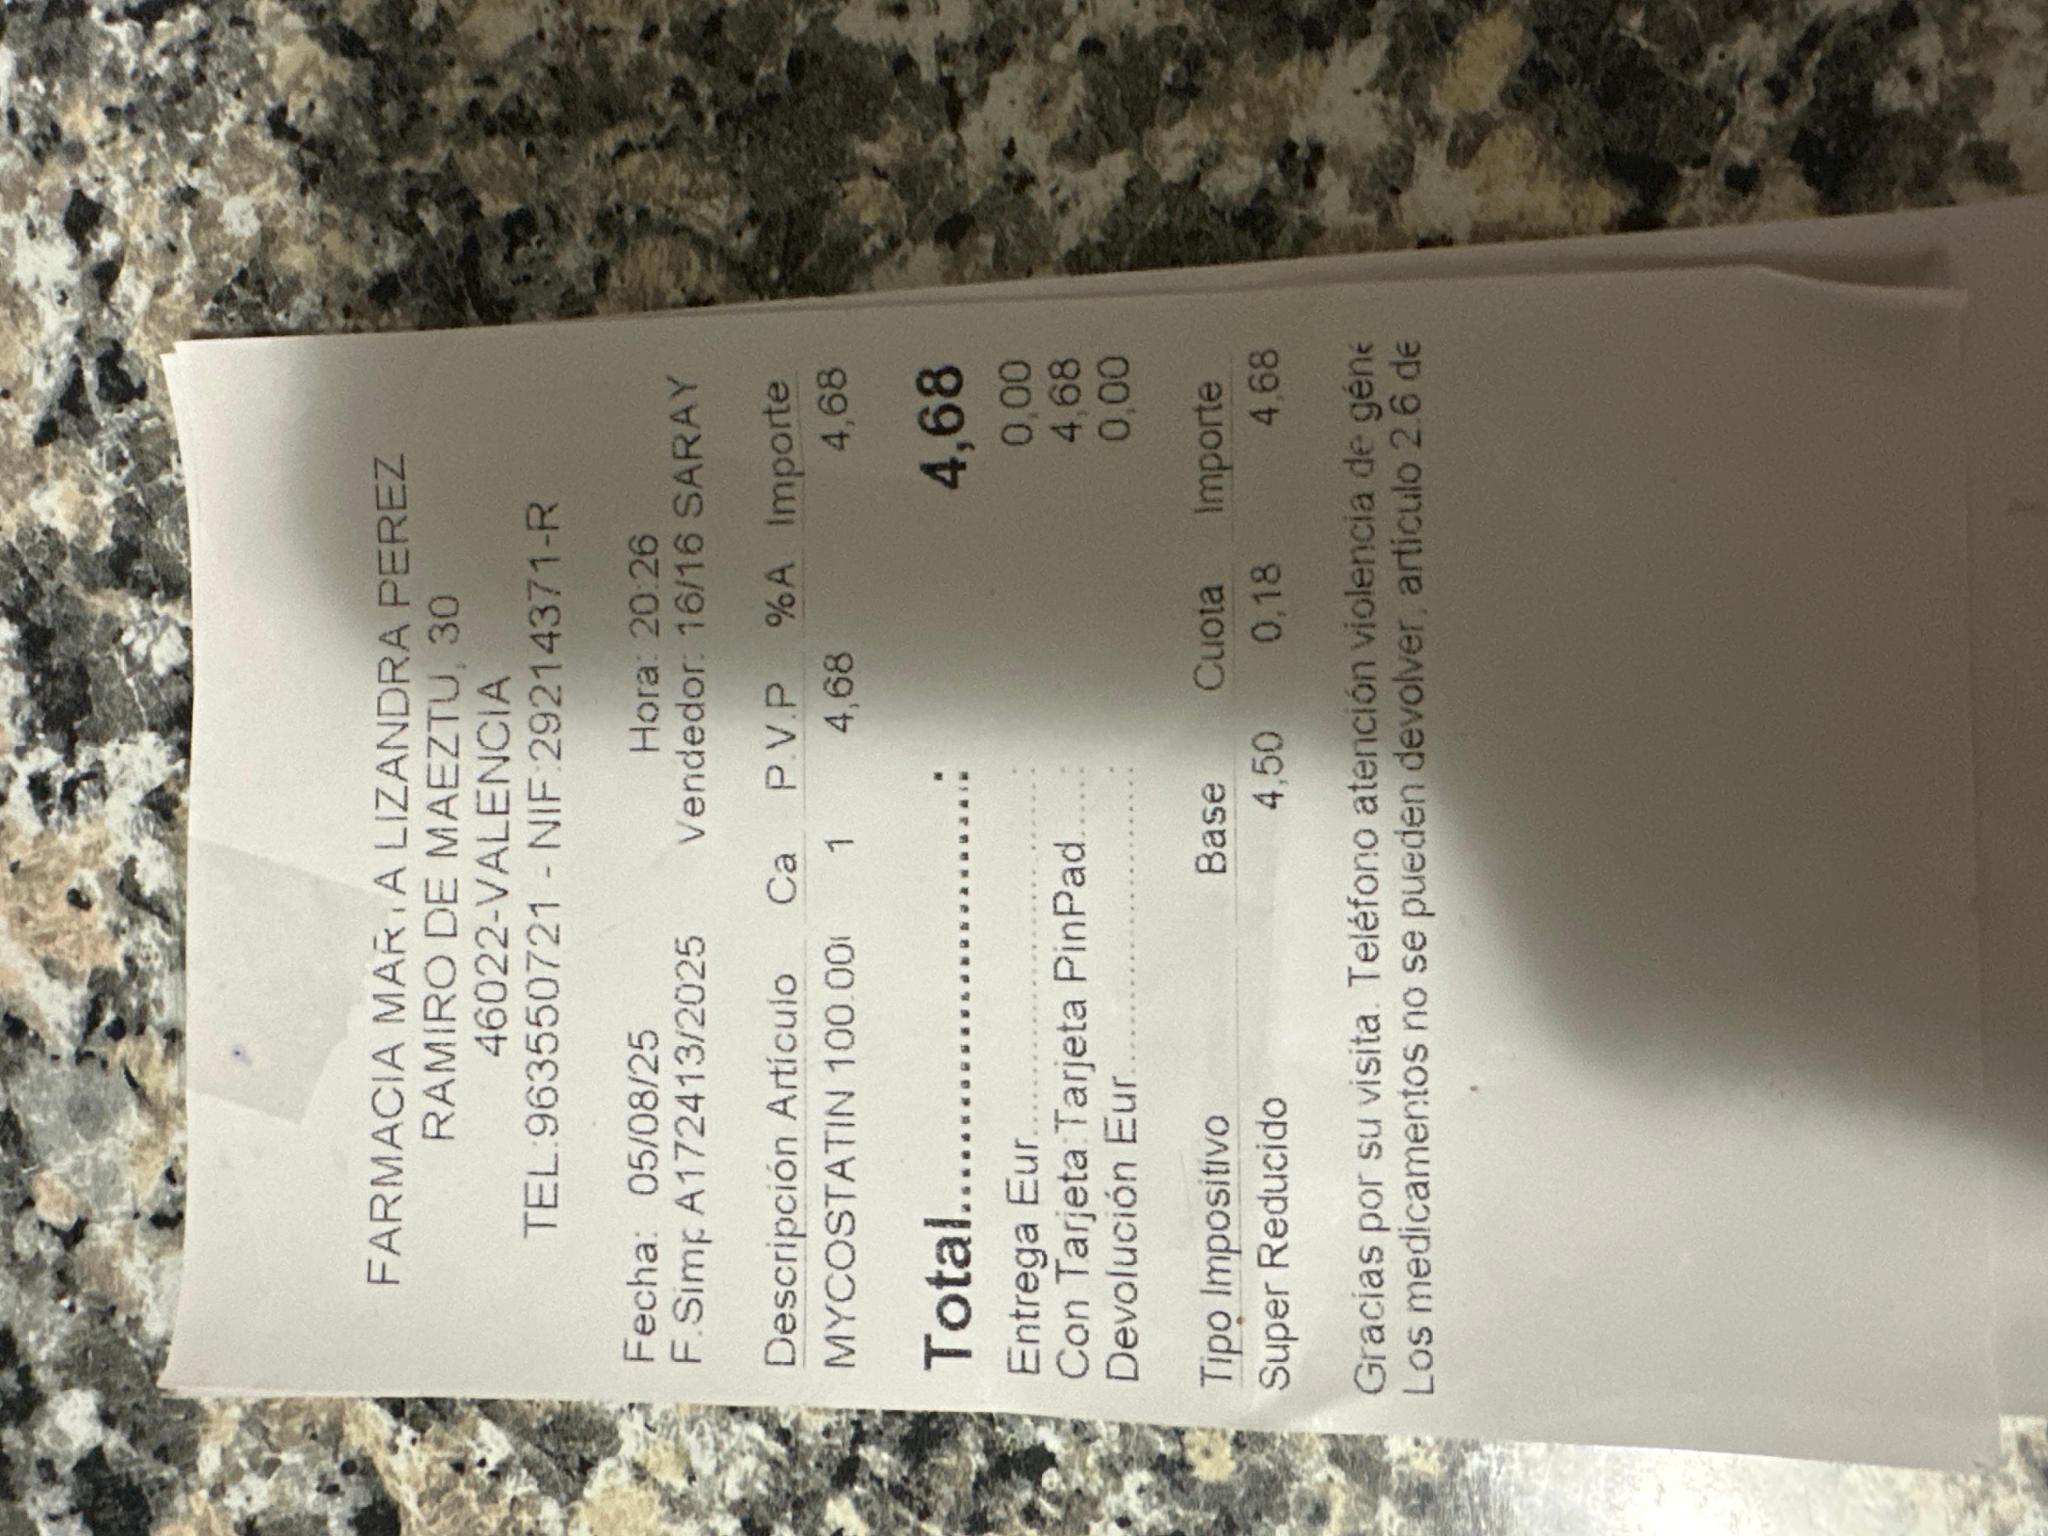 FARMACIA MARTA LIZANDRA PEREZ
RAMIRO DE MAEZTU, 30
46022-VALENCIA
TEL.:963550721 - NIF:29214371-R
Fecha: 05/08/25 Hora: 20:26
F.Simp A172413/2025 Vendedor: 16/16 SARAY
Descripción Artículo Ca P.V.P %A Importe
MYCOSTATIN 100.00 1 4,68 4,68
Total.............................. 4,68
Entrega Eur.............................. 0,00
Con Tarjeta:Tarjeta PinPad....... 4,68
Devolución Eur......................... 0,00
Tipo Impositivo Base Cuota Importe
Super Reducido 4,50 0,18 4,68
Gracias por su visita. Teléfono atención violencia de géne
Los medicamentos no se pueden devolver, artículo 2.6 de